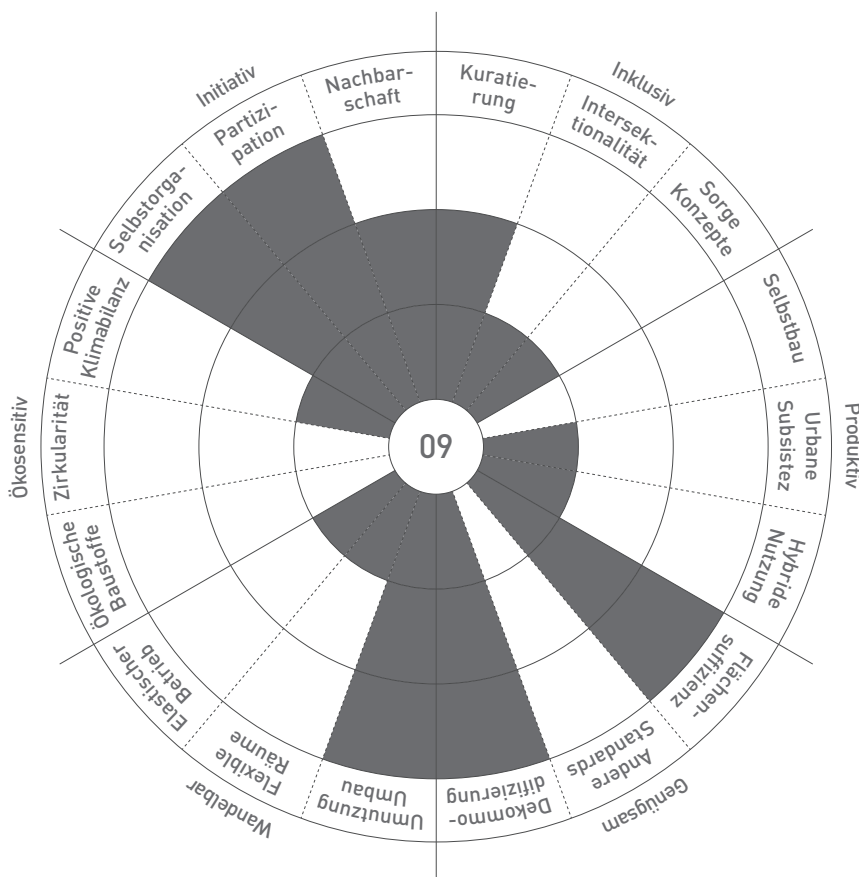 Initiativ
Inklusiv
Produktiv
Genügsam
Wandelbar
Ökosensitiv
Nachbar-
schaft
Kuratie-
rung
Intersek-
tionalität
Sorge
Konzepte
Selbstbau
Urbane
Subsistez
Hybride
Nutzung
Flächen-
suffizienz
Andere
Standards
Dekommo-
difizierung
Umnutzung
Umbau
Flexible
Räume
Elastischer
Betrieb
Ökologische
Baustoffe
Zirkularität
Positive
Klimabilanz
Selbstorga-
nisation
Partizi-
pation
09